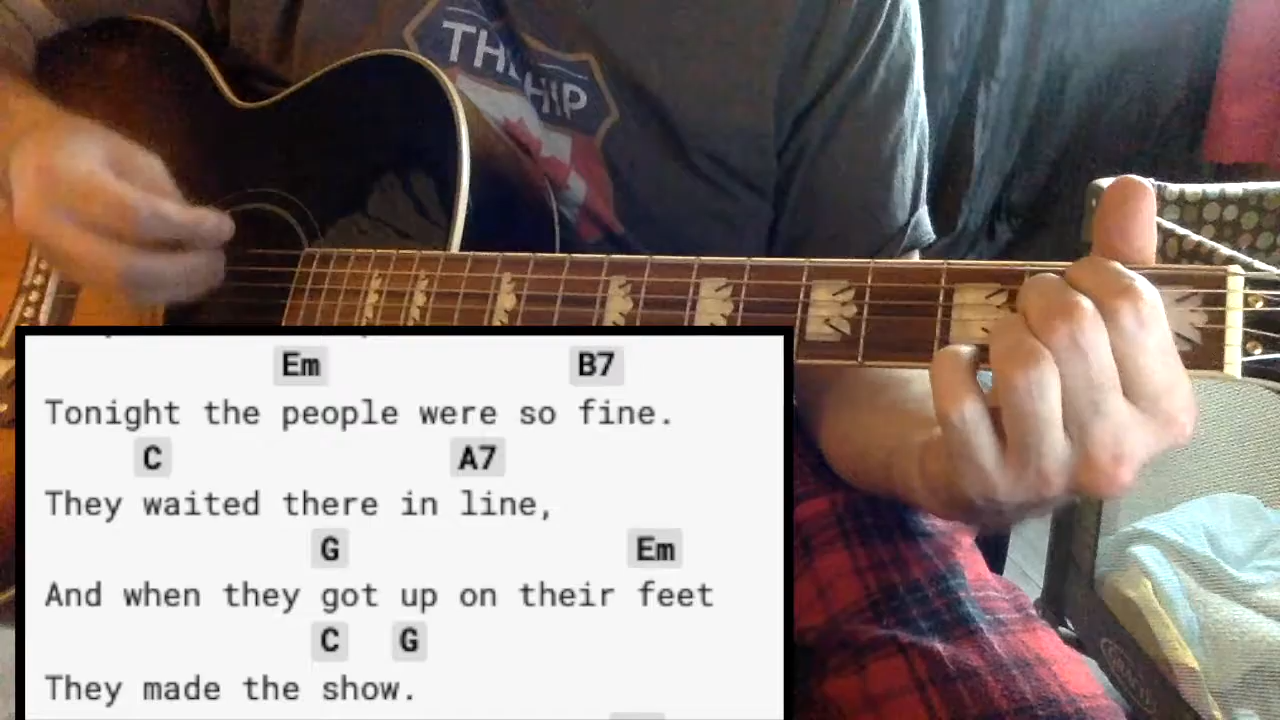 THE
HIP
Em B7
Tonight the people were so fine.
C A7
They waited there in line,
G Em
And when they got up on their feet
C G
They made the show.